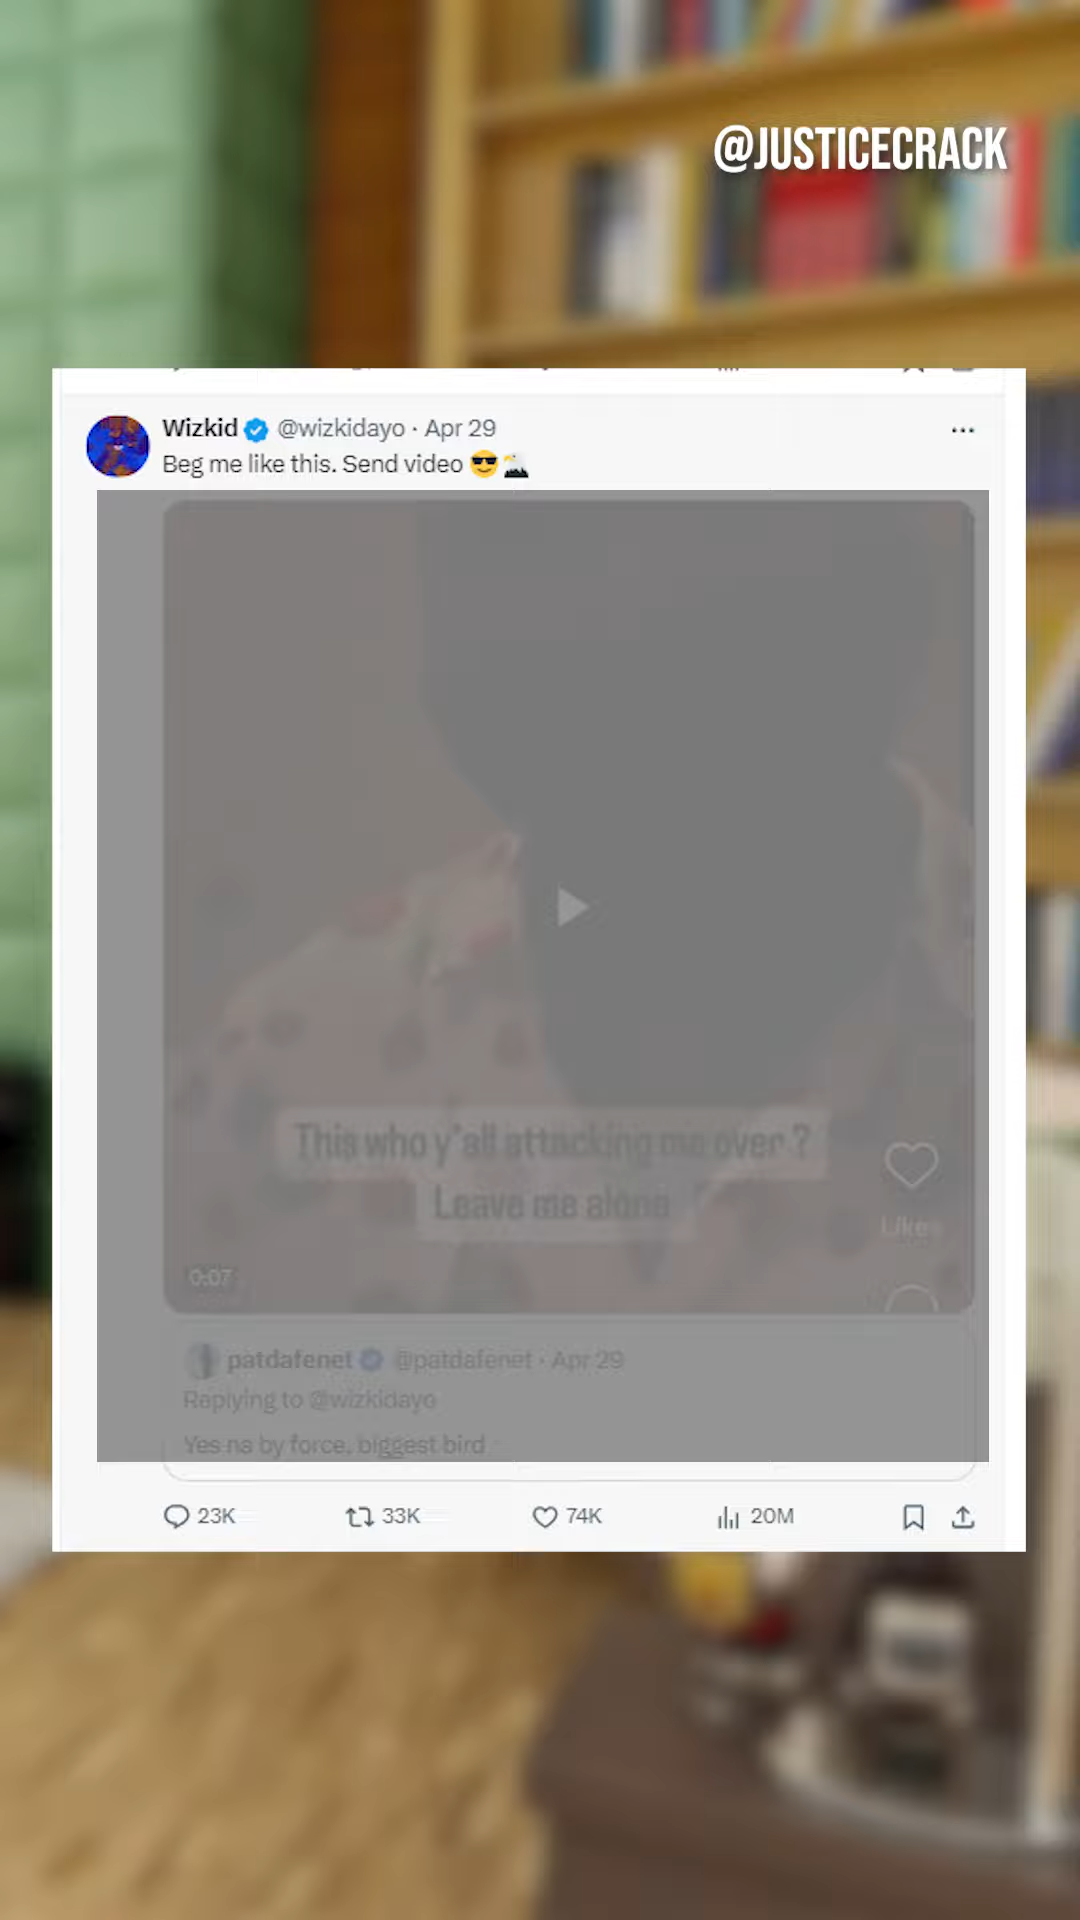 @JUSTICECRACK
Wizkid @wizkidayo · Apr 29
Beg me like this. Send video 😎🏔
This who y'all attacking me over ?
Leave me alone
Likes
0:07
patdafenet @patdafenet · Apr 29
Replying to @wizkidayo
Yes na by force, biggest bird
23K 33K 74K 20M